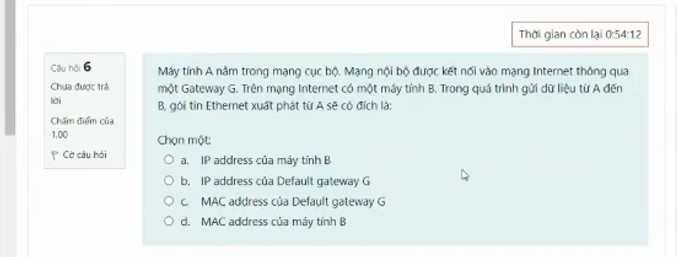 Thời gian còn lại 0:54:12
Câu hỏi 6
Chưa được trả
lời
Chấm điểm của
1,00
Cờ câu hỏi
Máy tính A nằm trong mạng cục bộ. Mạng nội bộ được kết nối vào mạng Internet thông qua
một Gateway G. Trên mạng Internet có một máy tính B. Trong quá trình gửi dữ liệu từ A đến
B, gói tin Ethernet xuất phát từ A sẽ có đích là:
Chọn một:
a. IP address của máy tính B
b. IP address của Default gateway G
c. MAC address của Default gateway G
d. MAC address của máy tính B